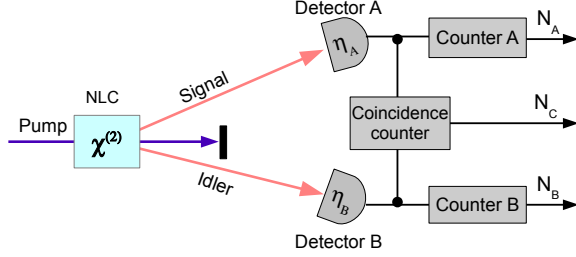 Detector A
N_A
η_A
Counter A
Signal
NLC
Pump
χ^(2)
Coincidence
counter
N_C
Idler
η_B
Counter B
N_B
Detector B